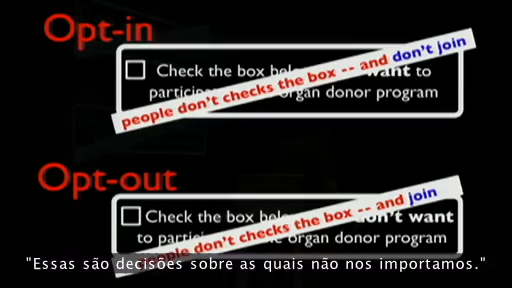 Opt-in
Check the box want to
organ donor program
people don't checks the box -- and don't join
Opt-out
Check the box don't want
to organ donor program
people don't checks the box -- and join
"Essas são decisões sobre as quais não nos importamos."